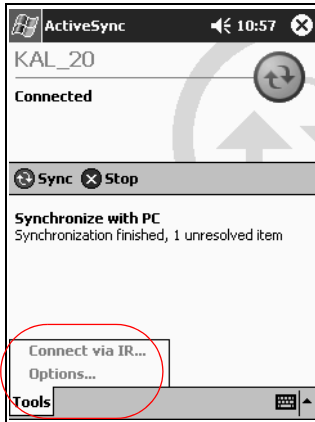 ActiveSync 10:57
KAL_20
Connected
Sync Stop
Synchronize with PC
Synchronization finished, 1 unresolved item
Connect via IR...
Options...
Tools